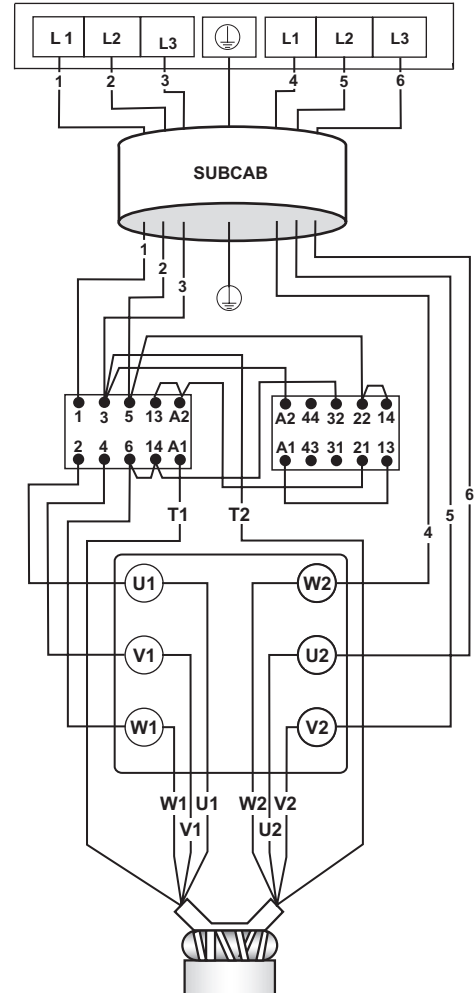 L 1 L2 L3 L1 L2 L3
1 2 3 4 5 6
SUBCAB
1
2
3
1 3 5 13 A2
2 4 6 14 A1
A2 44 32 22 14
A1 43 31 21 13
T1 T2 4 5 6
U1 W2
V1 U2
W1 V2
W1 U1 W2 V2
V1 U2